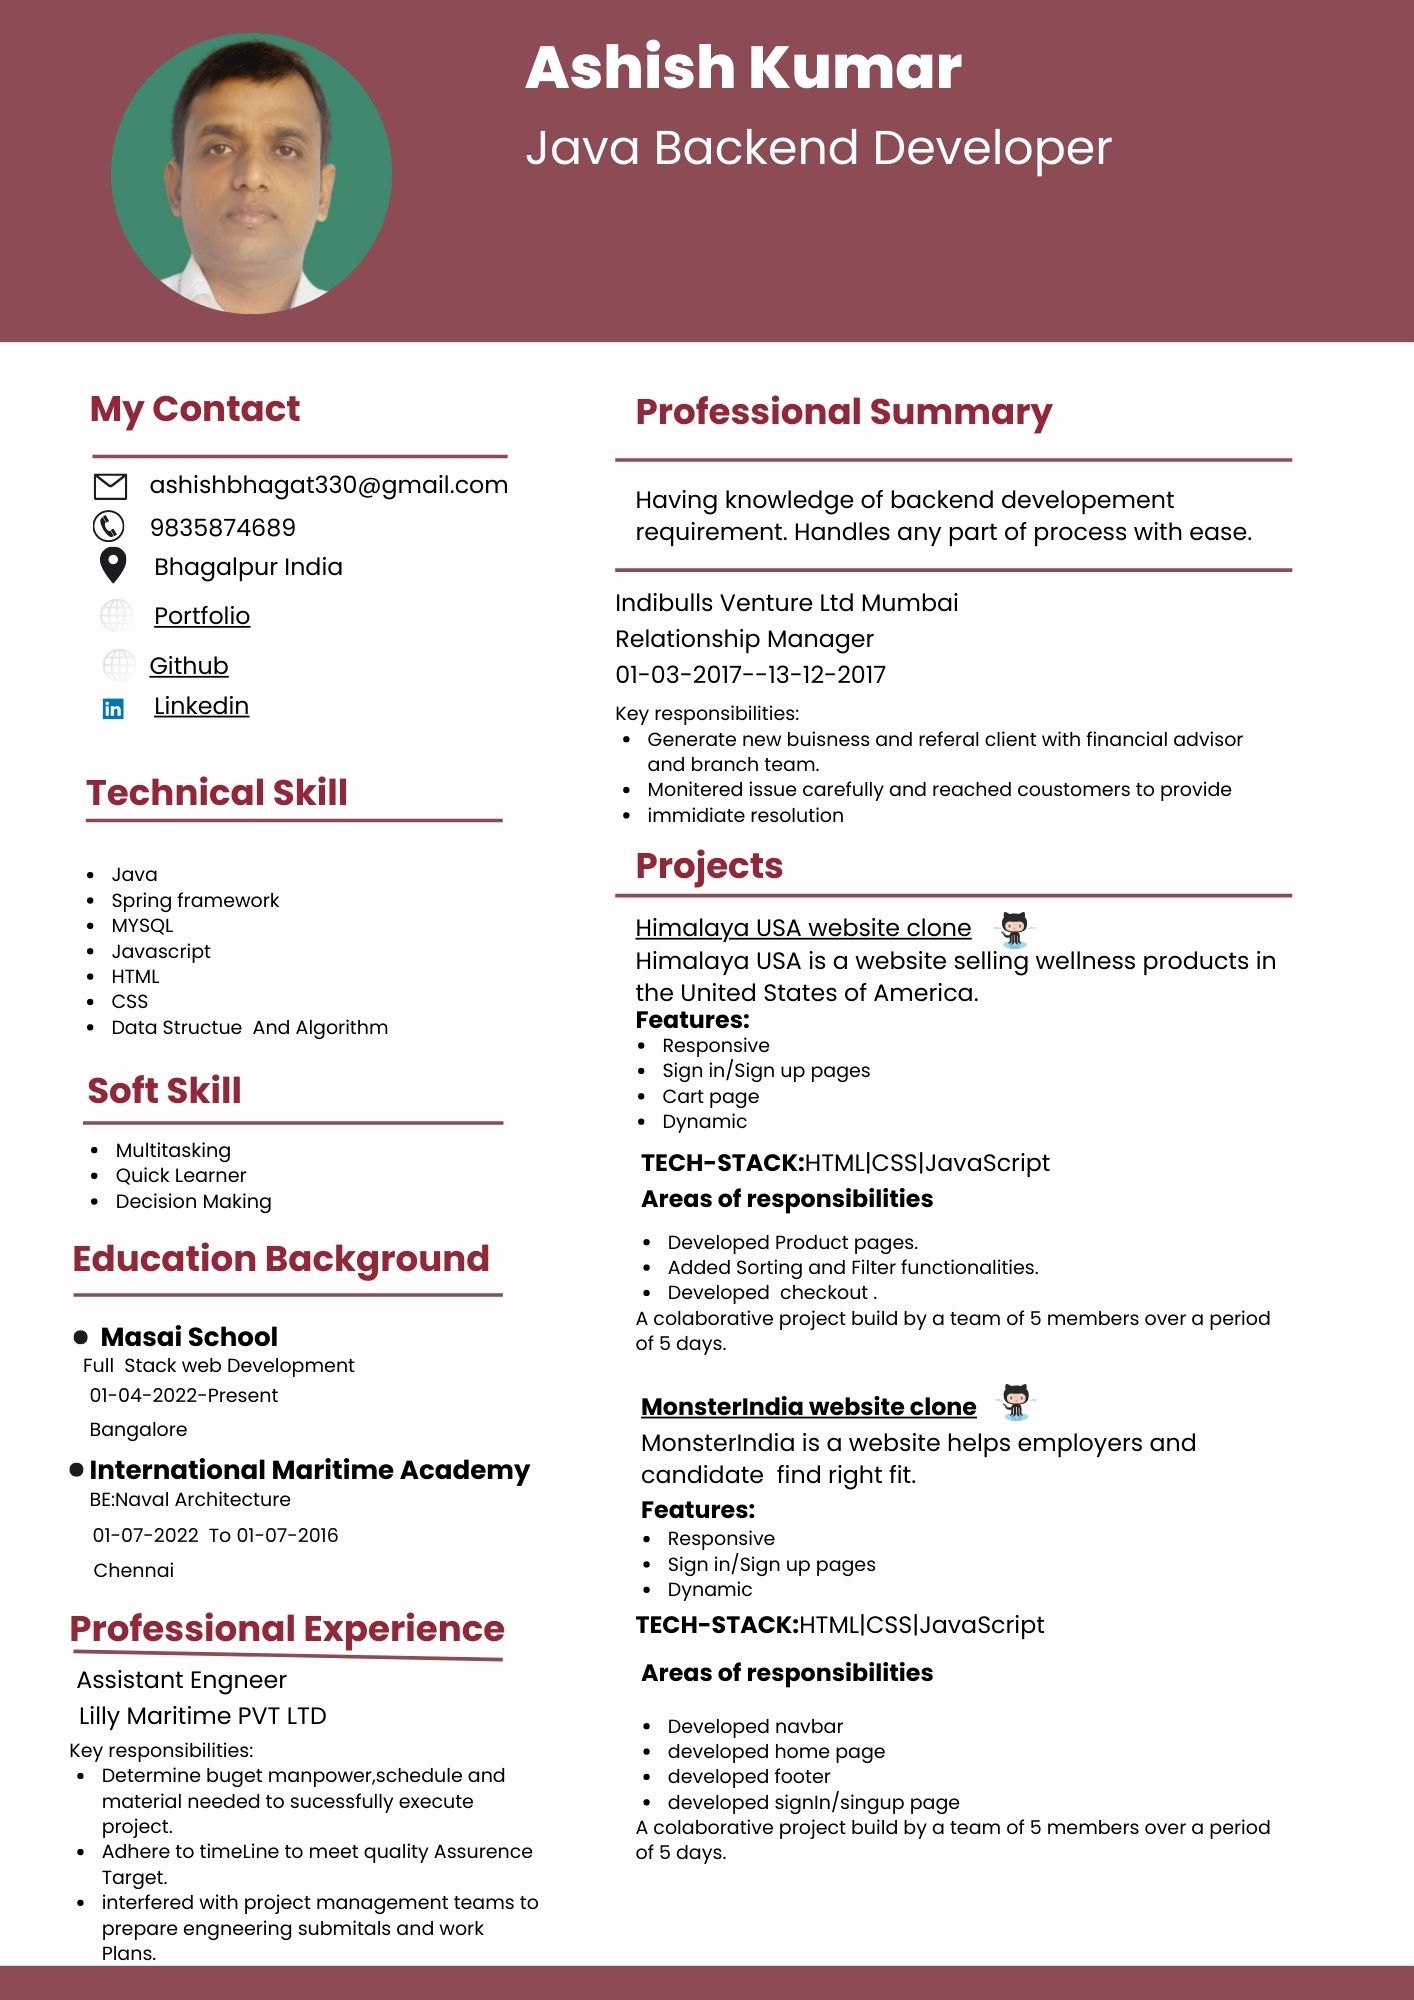 Ashish Kumar
Java Backend Developer
My Contact
ashishbhagat330@gmail.com
9835874689
Bhagalpur India
Portfolio
Github
Linkedin
Technical Skill
Java
Spring framework
MYSQL
Javascript
HTML
CSS
Data Structue And Algorithm
Soft Skill
Multitasking
Quick Learner
Decision Making
Education Background
Masai School
Full Stack web Development
01-04-2022-Present
Bangalore
International Maritime Academy
BE:Naval Architecture
01-07-2022 To 01-07-2016
Chennai
Professional Experience
Assistant Engneer
Lilly Maritime PVT LTD
Key responsibilities:
Determine buget manpower,schedule and
material needed to sucessfully execute
project.
Adhere to timeLine to meet quality Assurence
Target.
interfered with project management teams to
prepare engneering submitals and work
Plans.
Professional Summary
Having knowledge of backend developement
requirement. Handles any part of process with ease.
Indibulls Venture Ltd Mumbai
Relationship Manager
01-03-2017--13-12-2017
Key responsibilities:
Generate new buisness and referal client with financial advisor
and branch team.
Monitered issue carefully and reached coustomers to provide
immidiate resolution
Projects
Himalaya USA website clone
Himalaya USA is a website selling wellness products in
the United States of America.
Features:
Responsive
Sign in/Sign up pages
Cart page
Dynamic
TECH-STACK:HTML|CSS|JavaScript
Areas of responsibilities
Developed Product pages.
Added Sorting and Filter functionalities.
Developed checkout .
A colaborative project build by a team of 5 members over a period
of 5 days.
MonsterIndia website clone
MonsterIndia is a website helps employers and
candidate find right fit.
Features:
Responsive
Sign in/Sign up pages
Dynamic
TECH-STACK:HTML|CSS|JavaScript
Areas of responsibilities
Developed navbar
developed home page
developed footer
developed signIn/singup page
A colaborative project build by a team of 5 members over a period
of 5 days.